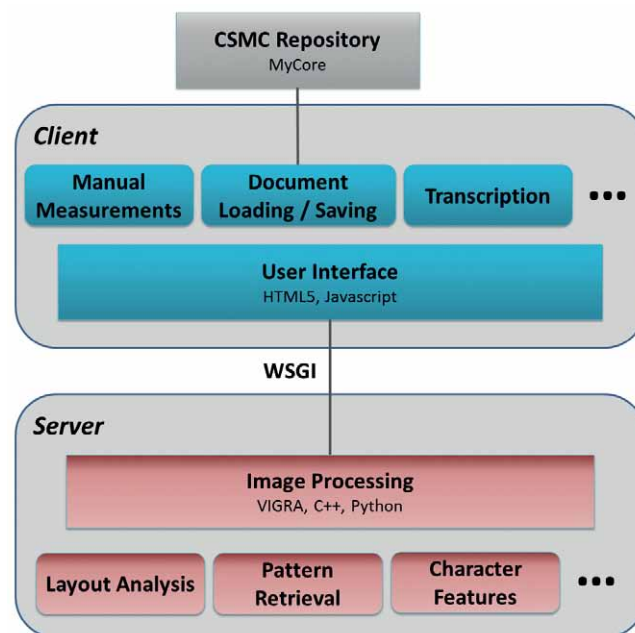 CSMC Repository
MyCore
Client
Manual
Measurements
Document
Loading / Saving
Transcription
...
User Interface
HTML5, Javascript
WSGI
Server
Image Processing
VIGRA, C++, Python
Layout Analysis
Pattern
Retrieval
Character
Features
...